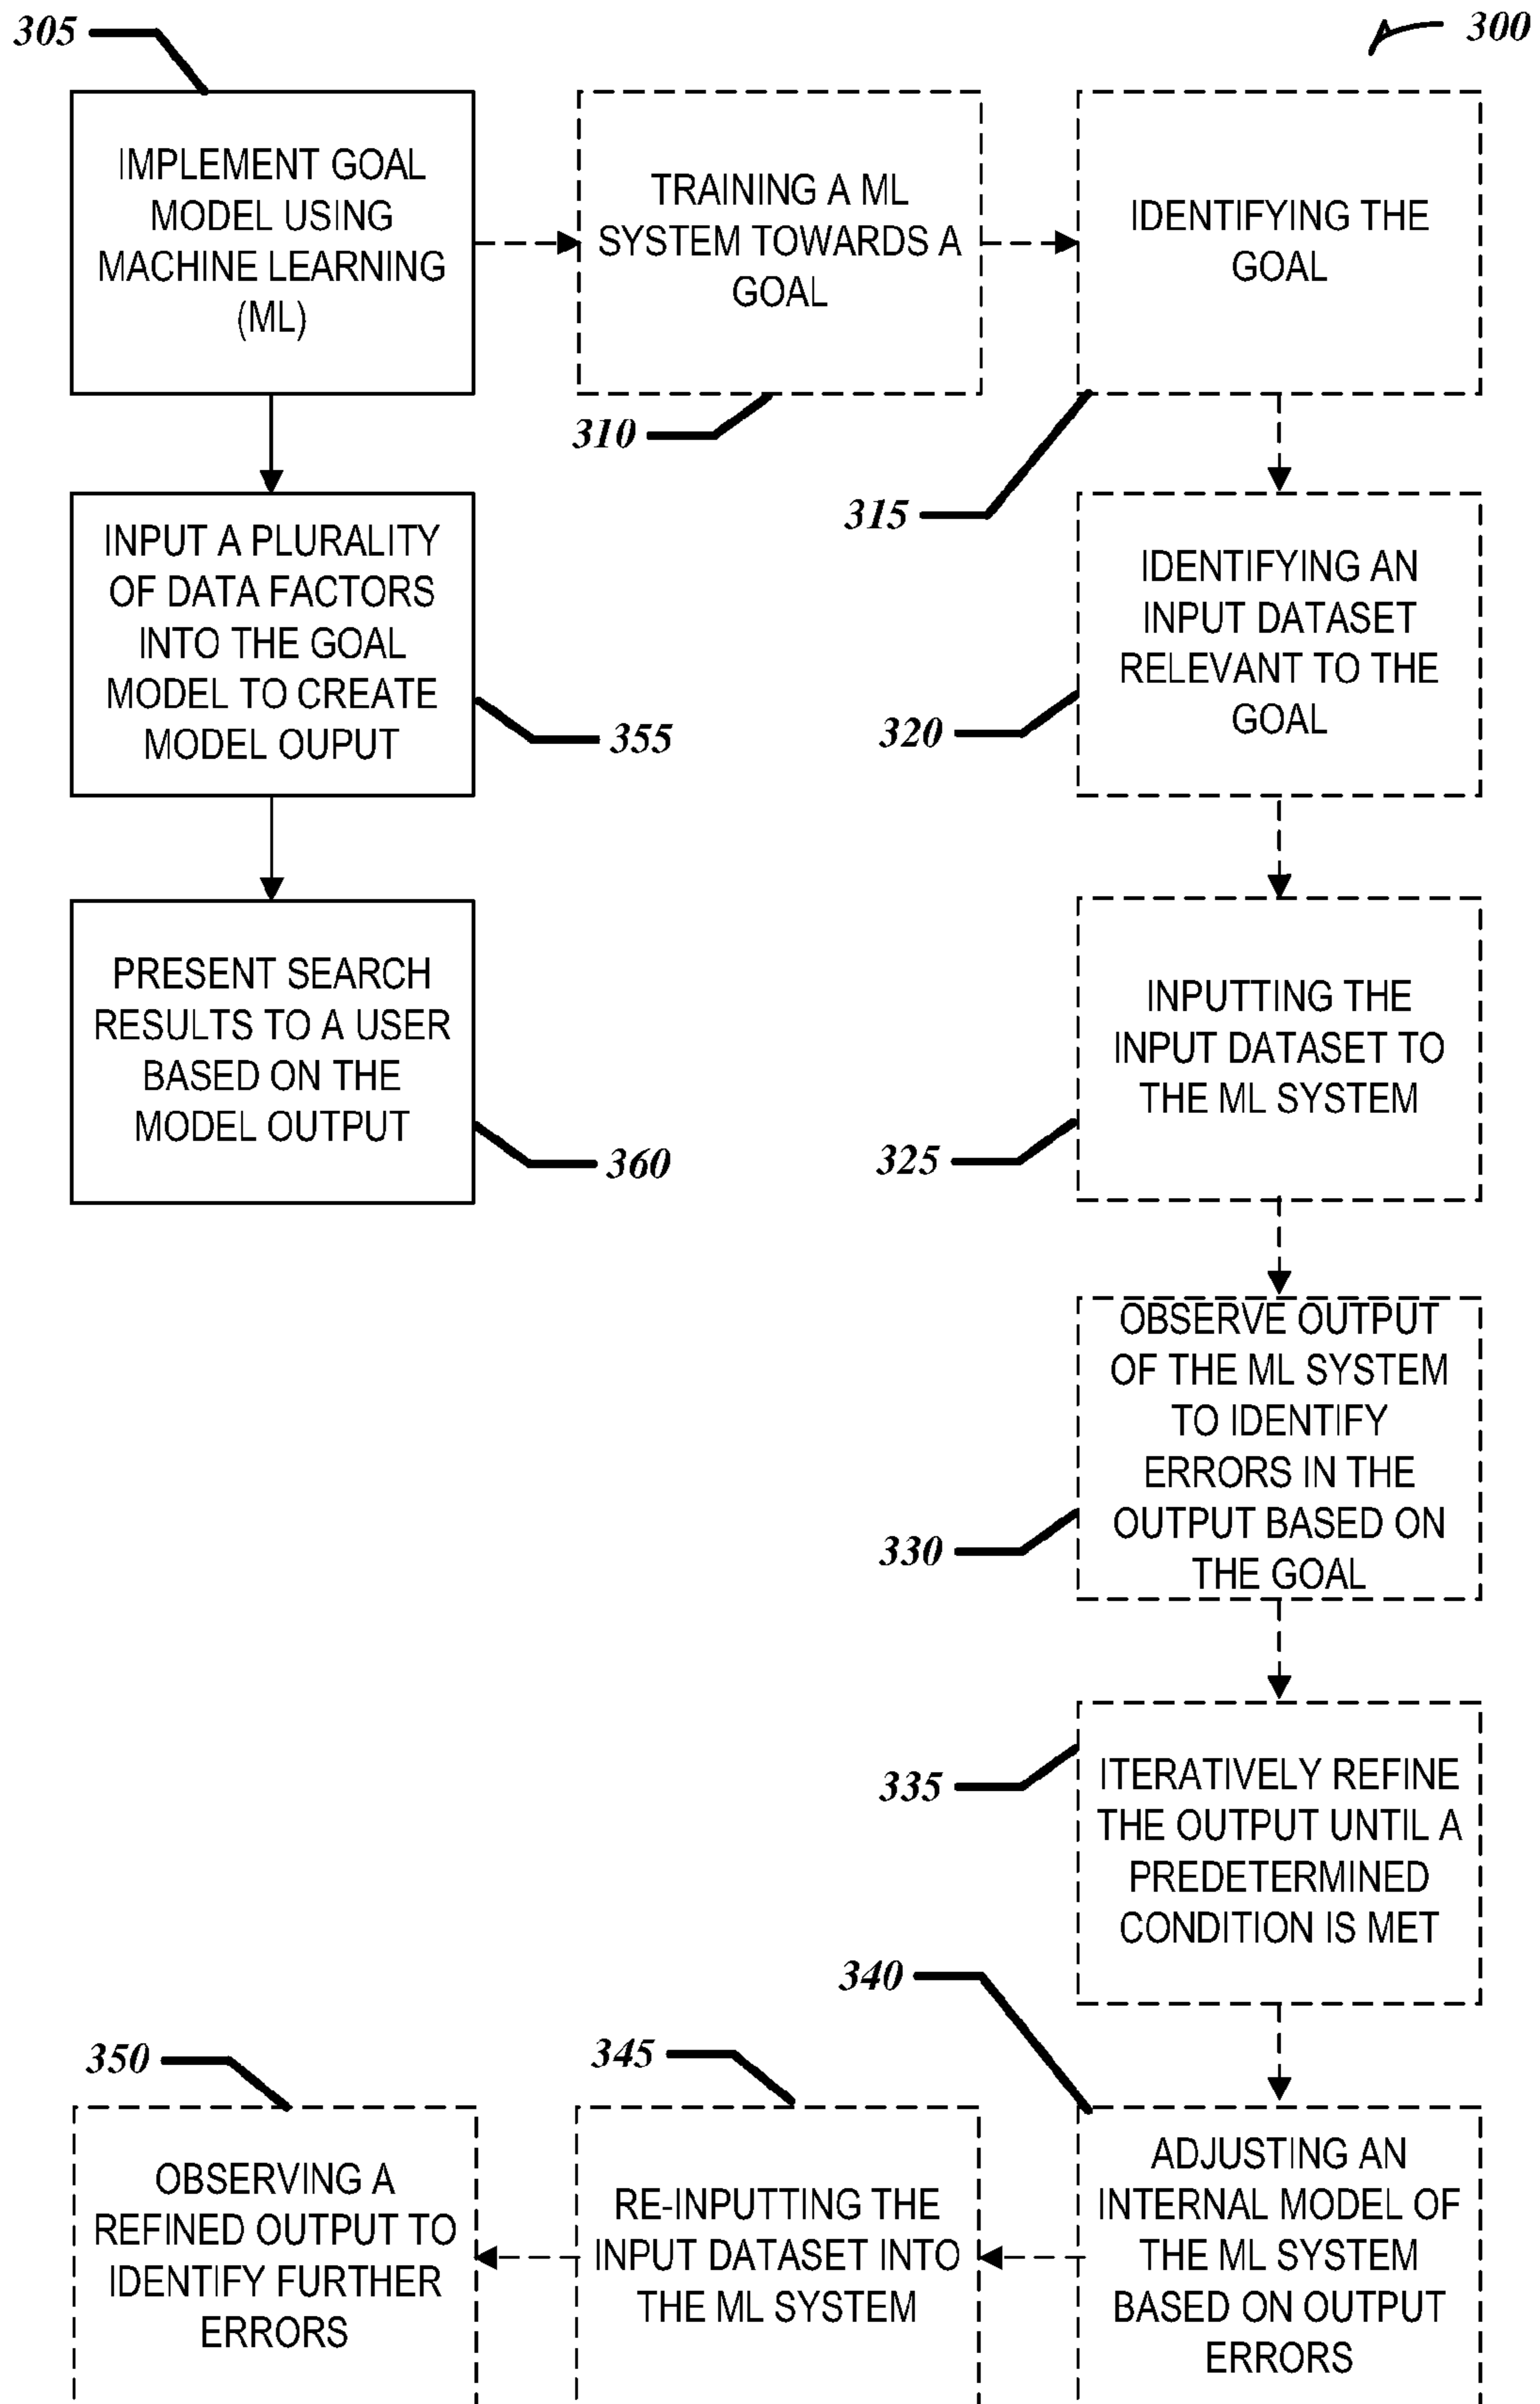 305
300
IMPLEMENT GOAL
MODEL USING
MACHINE LEARNING
(ML)
TRAINING A ML
SYSTEM TOWARDS A
GOAL
IDENTIFYING THE
GOAL
310
315
INPUT A PLURALITY
OF DATA FACTORS
INTO THE GOAL
MODEL TO CREATE
MODEL OUPUT
355
IDENTIFYING AN
INPUT DATASET
RELEVANT TO THE
GOAL
320
PRESENT SEARCH
RESULTS TO A USER
BASED ON THE
MODEL OUTPUT
360
INPUTTING THE
INPUT DATASET TO
THE ML SYSTEM
325
OBSERVE OUTPUT
OF THE ML SYSTEM
TO IDENTIFY
ERRORS IN THE
OUTPUT BASED ON
THE GOAL
330
335
ITERATIVELY REFINE
THE OUTPUT UNTIL A
PREDETERMINED
CONDITION IS MET
340
350
345
OBSERVING A
REFINED OUTPUT TO
IDENTIFY FURTHER
ERRORS
RE-INPUTTING THE
INPUT DATASET INTO
THE ML SYSTEM
ADJUSTING AN
INTERNAL MODEL OF
THE ML SYSTEM
BASED ON OUTPUT
ERRORS